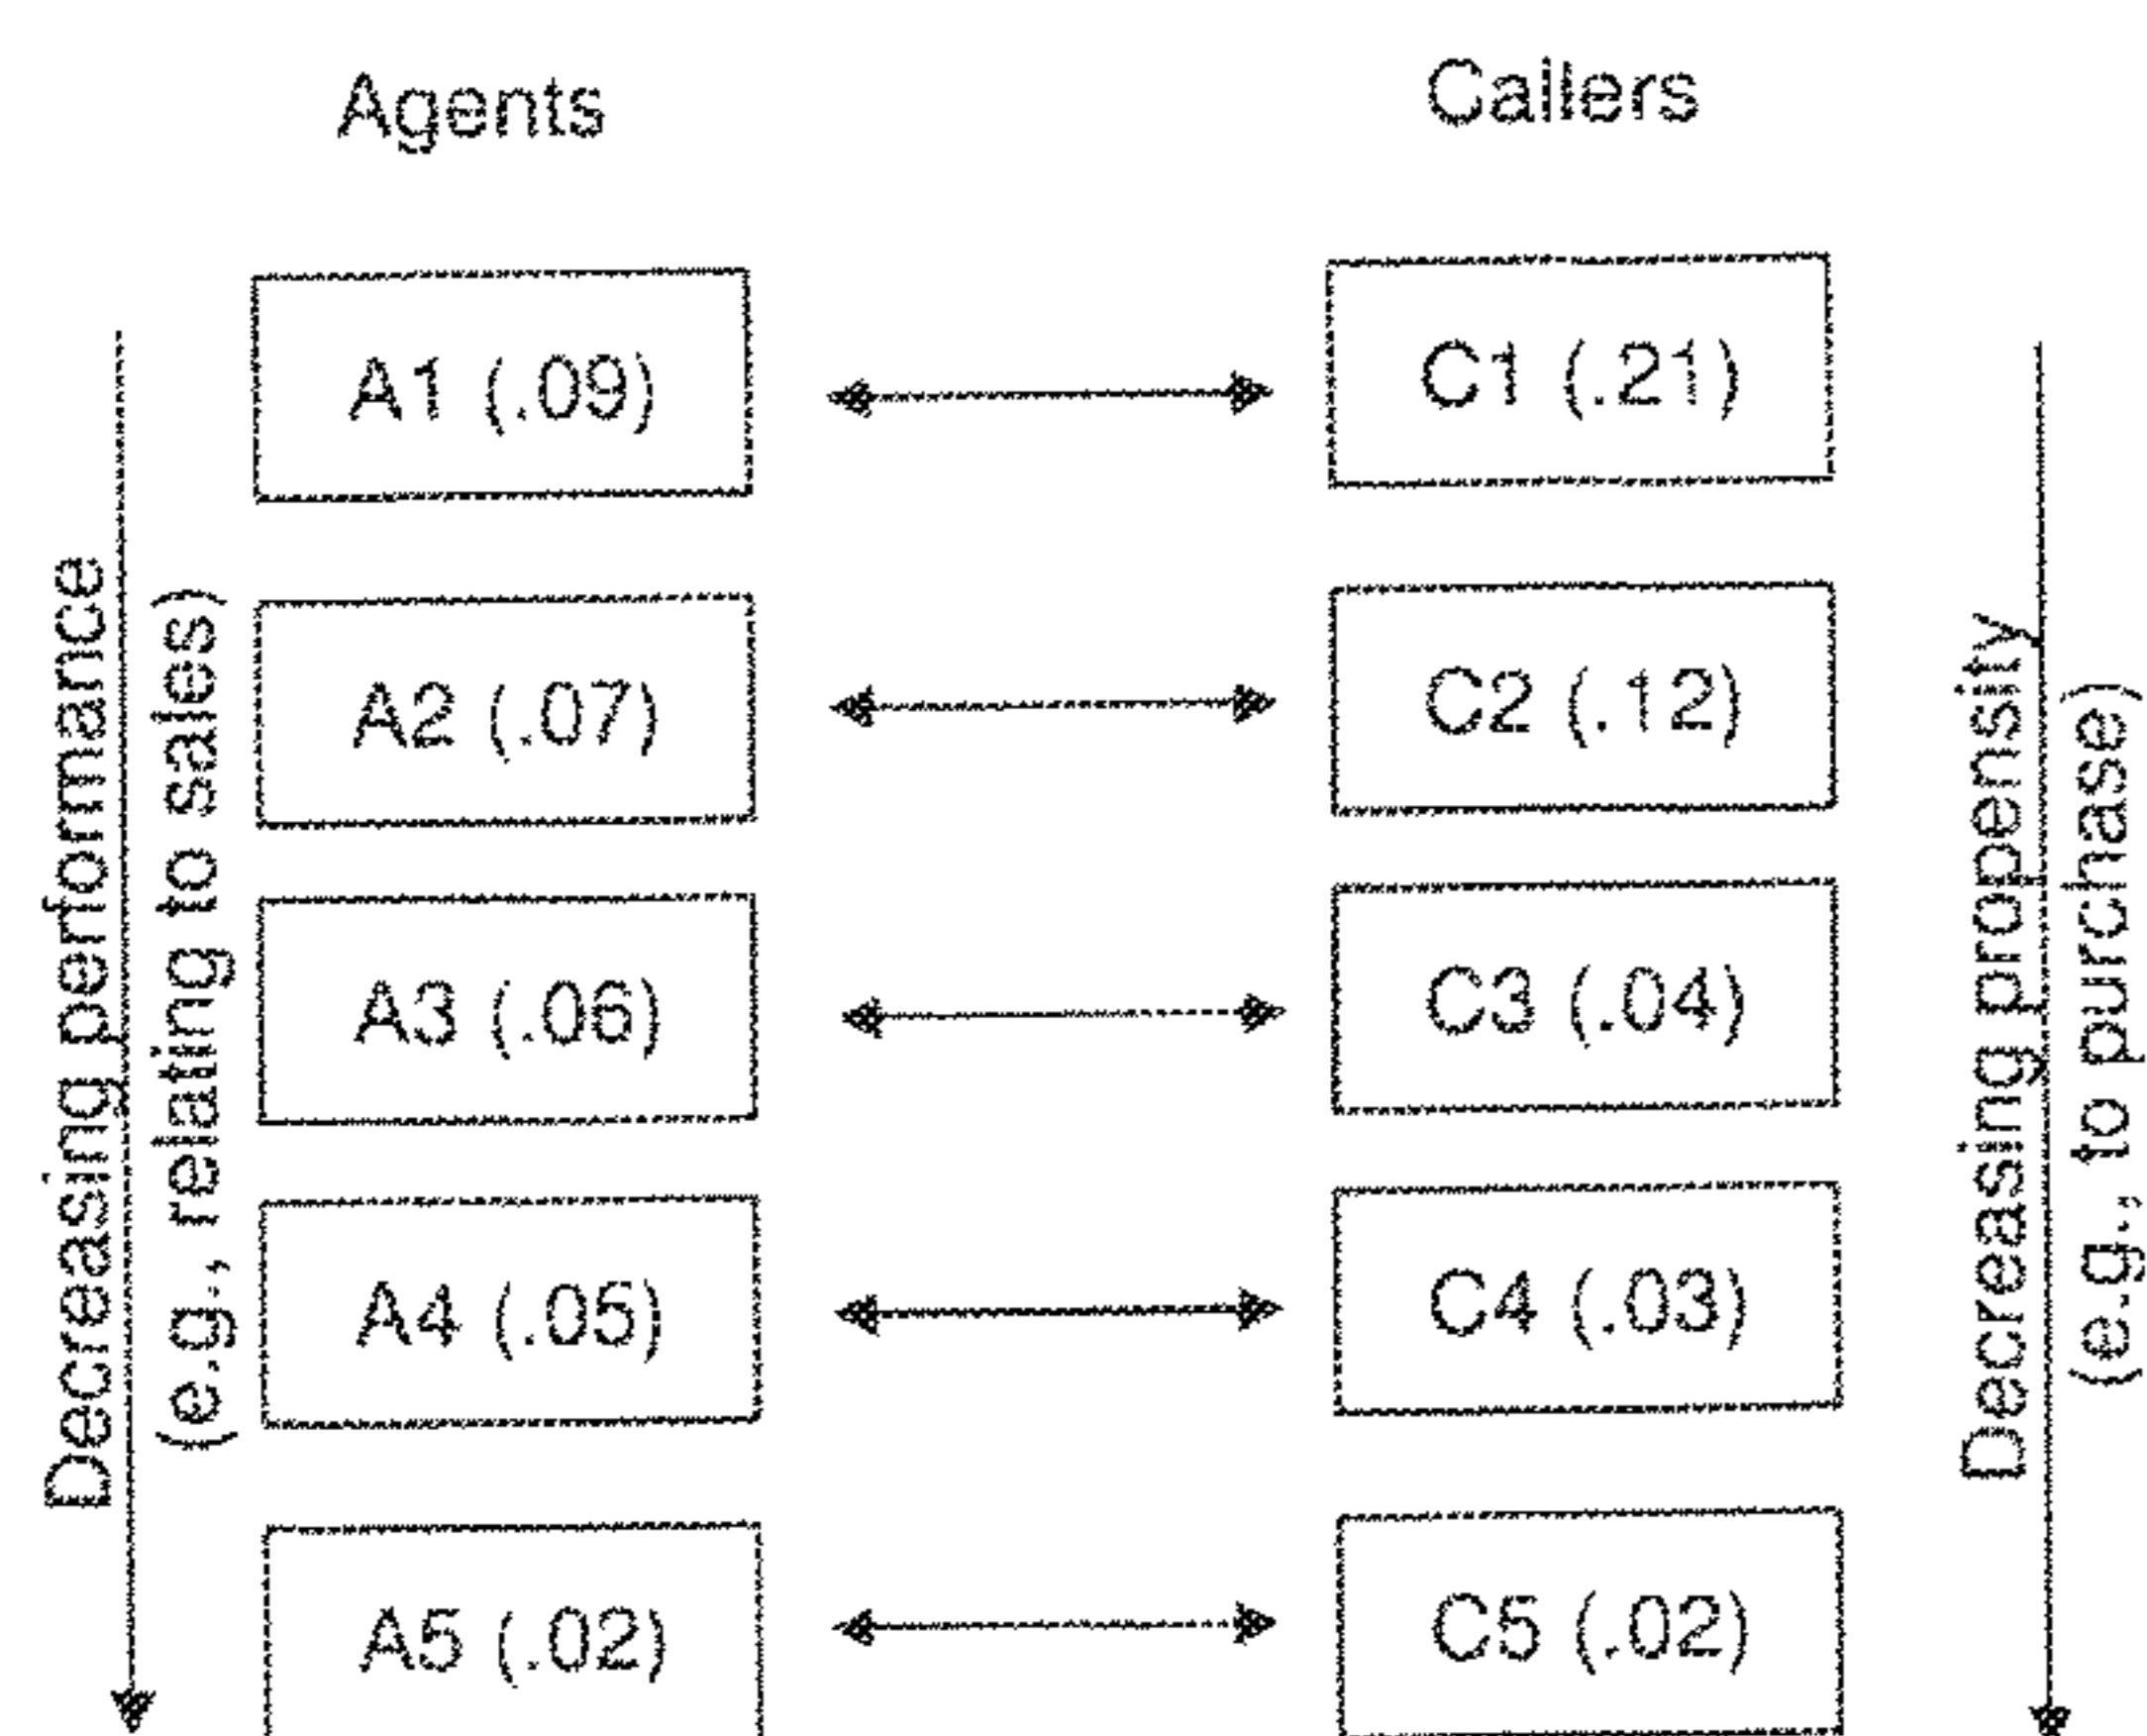 Agents
Callers
A1 (.09)
C1 (.21)
A2 (.07)
C2 (.12)
A3 (.06)
C3 (.04)
A4 (.05)
C4 (.03)
A5 (.02)
C5 (.02)
Decreasing performance
(e.g., relating to sales)
Decreasing propensity
(e.g., to purchase)